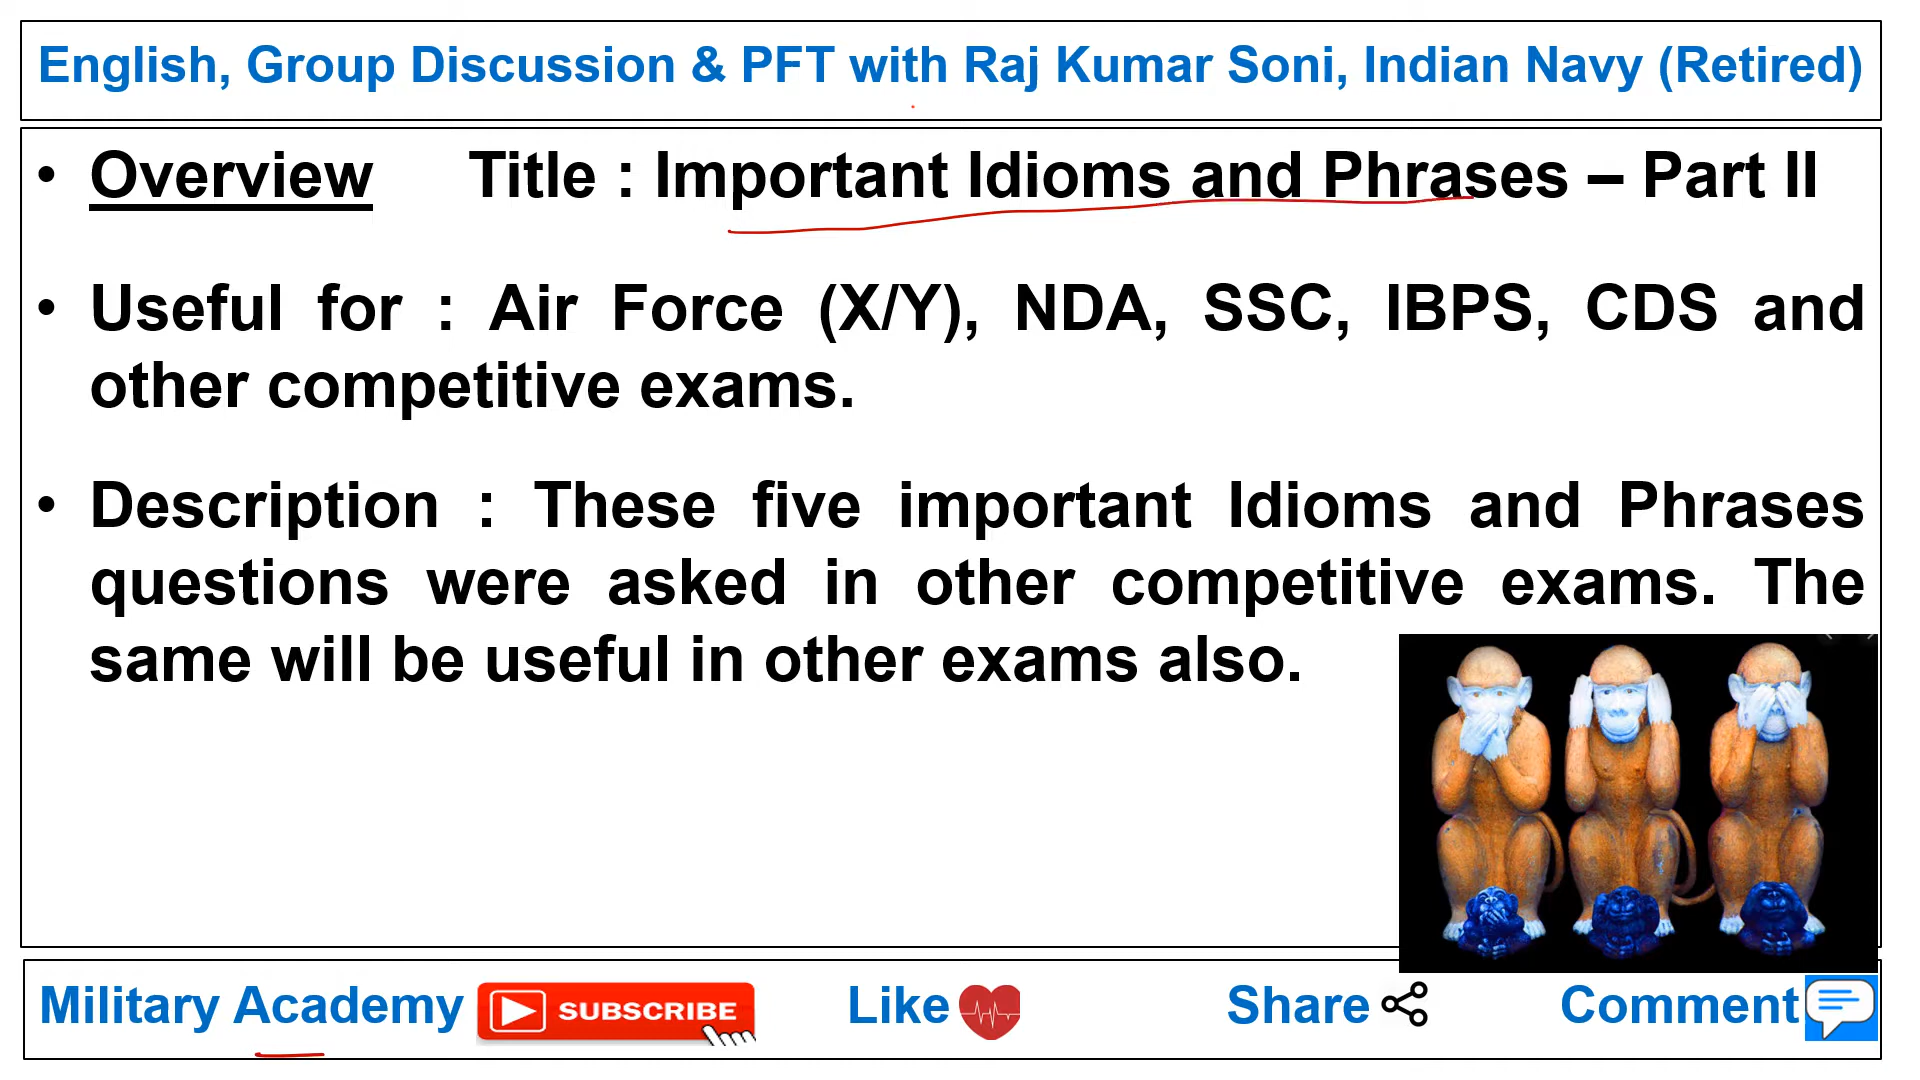 English, Group Discussion & PFT with Raj Kumar Soni, Indian Navy (Retired)
• Overview Title : Important Idioms and Phrases – Part II
• Useful for : Air Force (X/Y), NDA, SSC, IBPS, CDS and
other competitive exams.
• Description : These five important Idioms and Phrases
questions were asked in other competitive exams. The
same will be useful in other exams also.
Military Academy SUBSCRIBE Like Share Comment